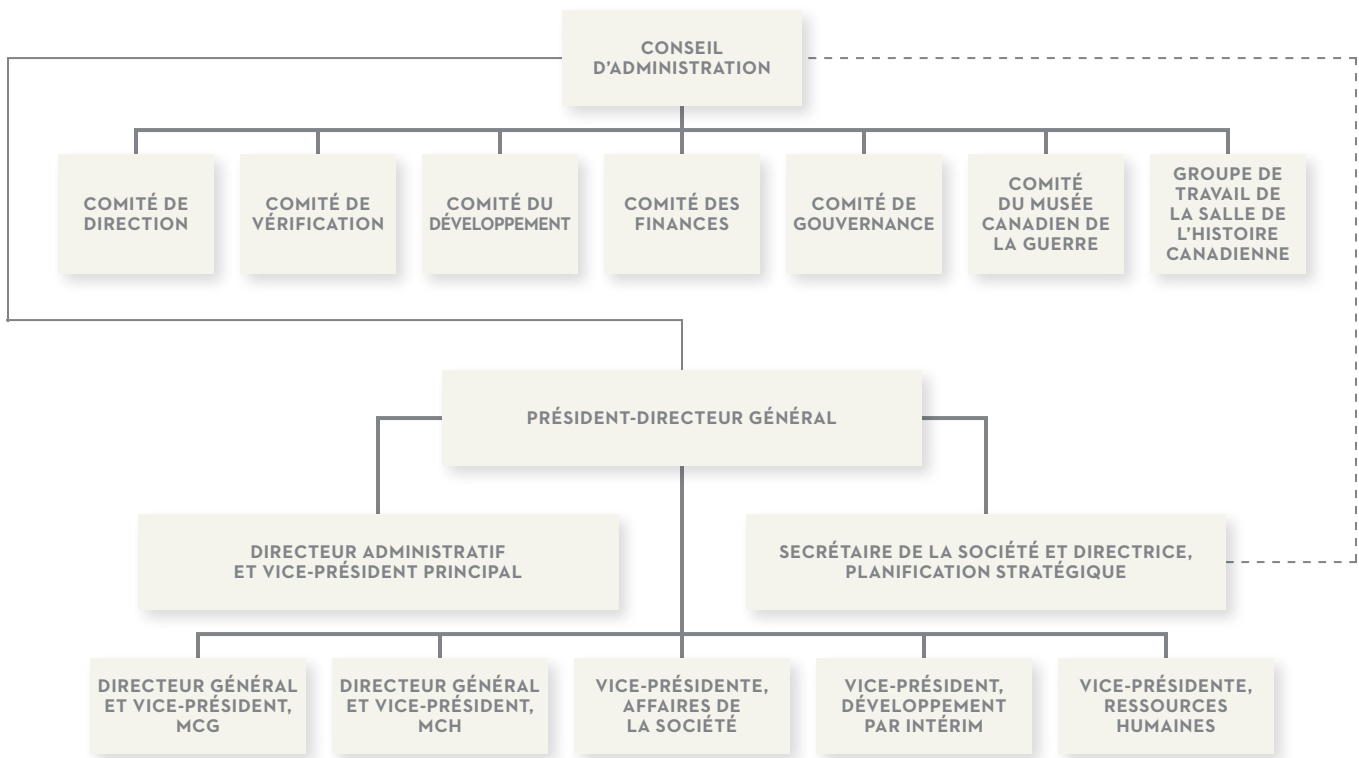 CONSEIL
D'ADMINISTRATION
COMITÉ DE
DIRECTION
COMITÉ DE
VÉRIFICATION
COMITÉ DU
DÉVELOPPEMENT
COMITÉ DES
FINANCES
COMITÉ DE
GOUVERNANCE
COMITÉ
DU MUSÉE
CANADIEN DE
LA GUERRE
GROUPE DE
TRAVAIL DE
LA SALLE DE
L'HISTOIRE
CANADIENNE
PRÉSIDENT-DIRECTEUR GÉNÉRAL
DIRECTEUR ADMINISTRATIF
ET VICE-PRÉSIDENT PRINCIPAL
SECRÉTAIRE DE LA SOCIÉTÉ ET DIRECTRICE,
PLANIFICATION STRATÉGIQUE
DIRECTEUR GÉNÉRAL
ET VICE-PRÉSIDENT,
MCG
DIRECTEUR GÉNÉRAL
ET VICE-PRÉSIDENT,
MCH
VICE-PRÉSIDENTE,
AFFAIRES DE
LA SOCIÉTÉ
VICE-PRÉSIDENT,
DÉVELOPPEMENT
PAR INTÉRIM
VICE-PRÉSIDENTE,
RESSOURCES
HUMAINES